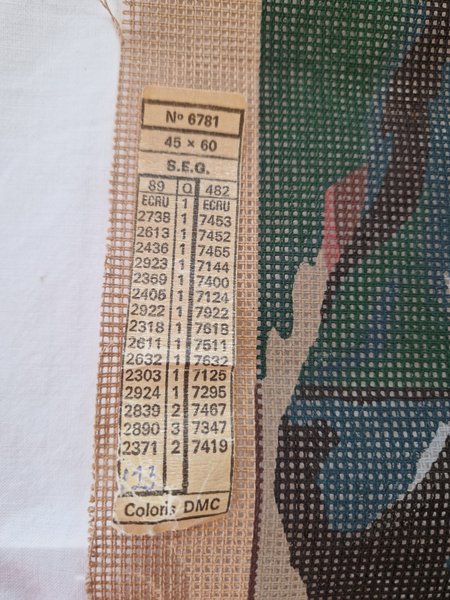 Nº 6781
45 × 60
S.E.G.
89 Q 482
ECRU 1 ECRU
2738 1 7453
2613 1 7452
2436 1 7455
2923 1 7144
2369 1 7400
2405 1 7124
2922 1 7922
2318 1 7618
2611 1 7511
2632 1 7632
2303 1 7125
2924 1 7295
2839 2 7467
2890 3 7347
2371 2 7419
Coloris DMC